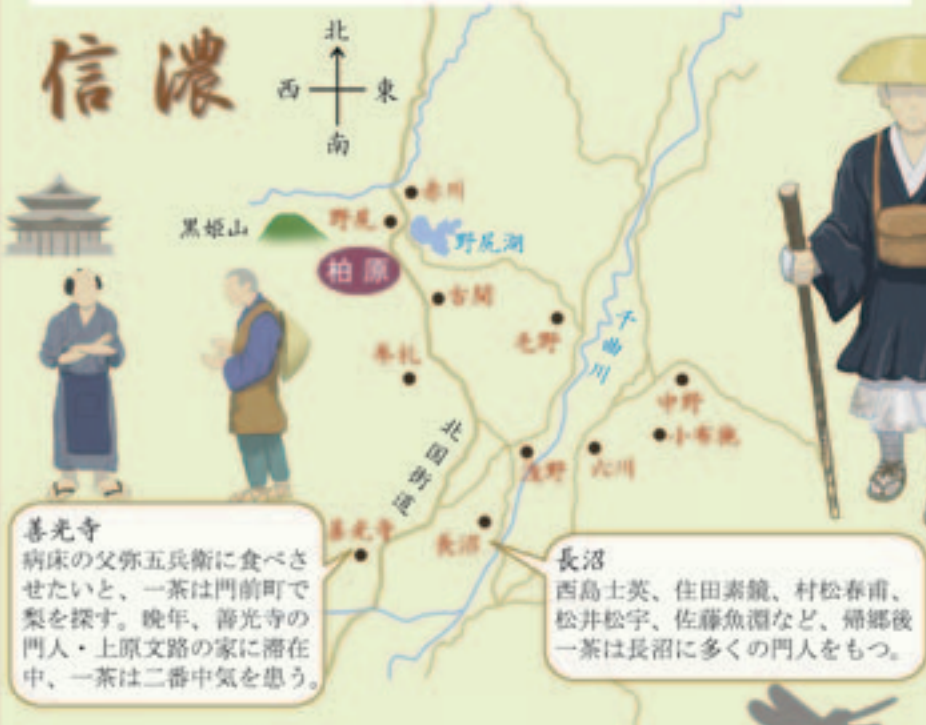 信濃
北
西 東
南
赤川
黒姫山
野尻
野尻湖
柏原
古間
毛野
牟礼
千曲川
中野
小布施
北国街道
浅野
六川
善光寺
長沼
善光寺
病床の父弥五兵衛に食べさ
せたいと、一茶は門前町で
梨を探す。晩年、善光寺の
門人・上原文路の家に滞在
中、一茶は二番中気を患う。
長沼
西島士英、住田素鏡、村松春甫、
松井松宇、佐藤魚淵など、帰郷後
一茶は長沼に多くの門人をもつ。